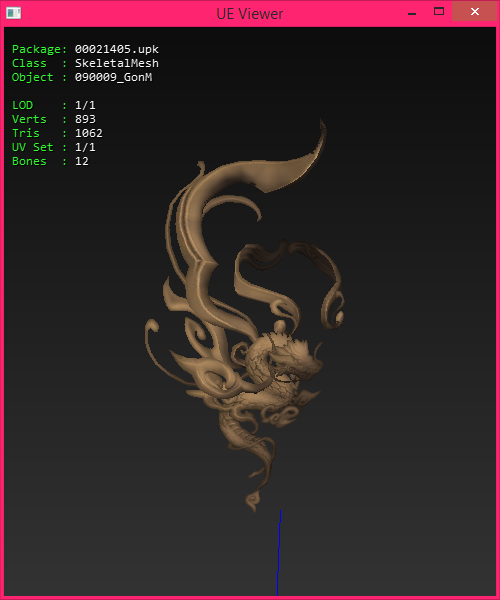 UE Viewer
Package: 00021405.upk
Class : SkeletalMesh
Object : 090009_GonM
LOD : 1/1
Verts : 893
Tris : 1062
UV Set : 1/1
Bones : 12